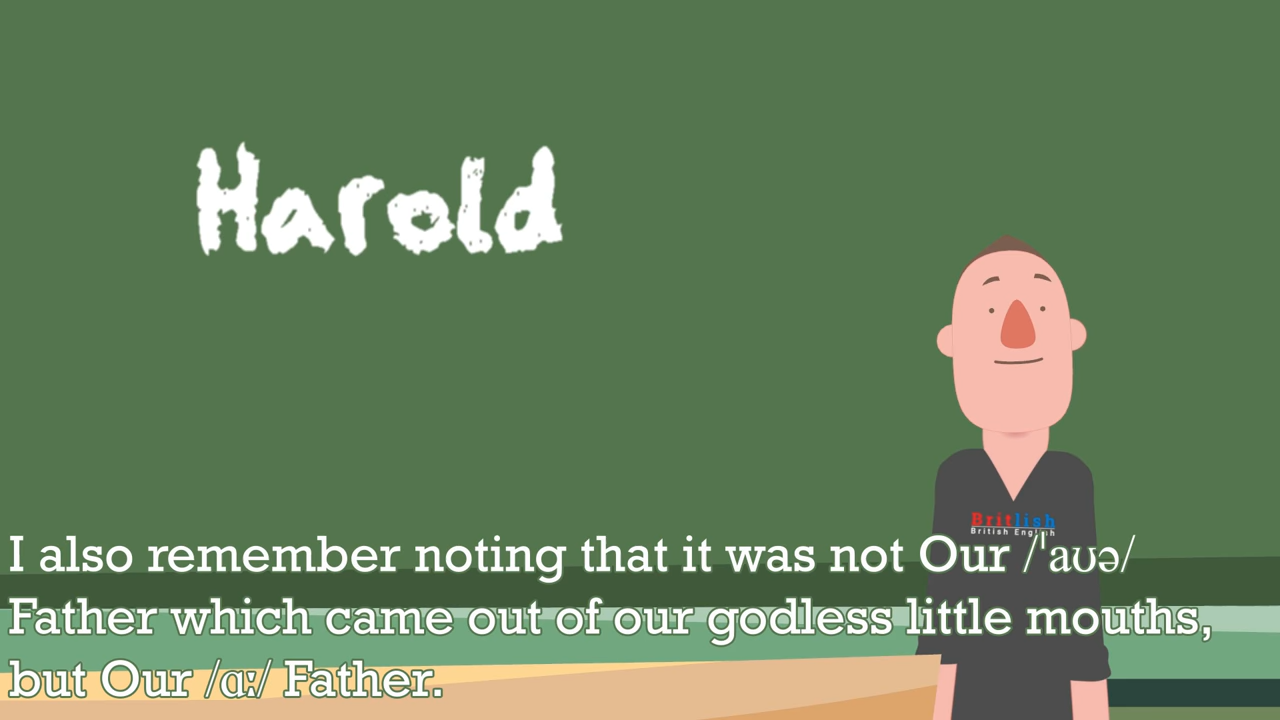 Harold
Britlish
British English
I also remember noting that it was not Our /ˈaʊə/
Father which came out of our godless little mouths,
but Our /ɑː/ Father.